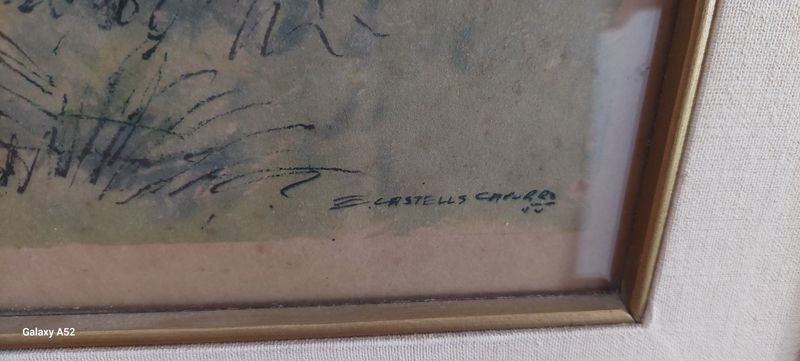 E. CASTELLS CAPURRO
Galaxy A52